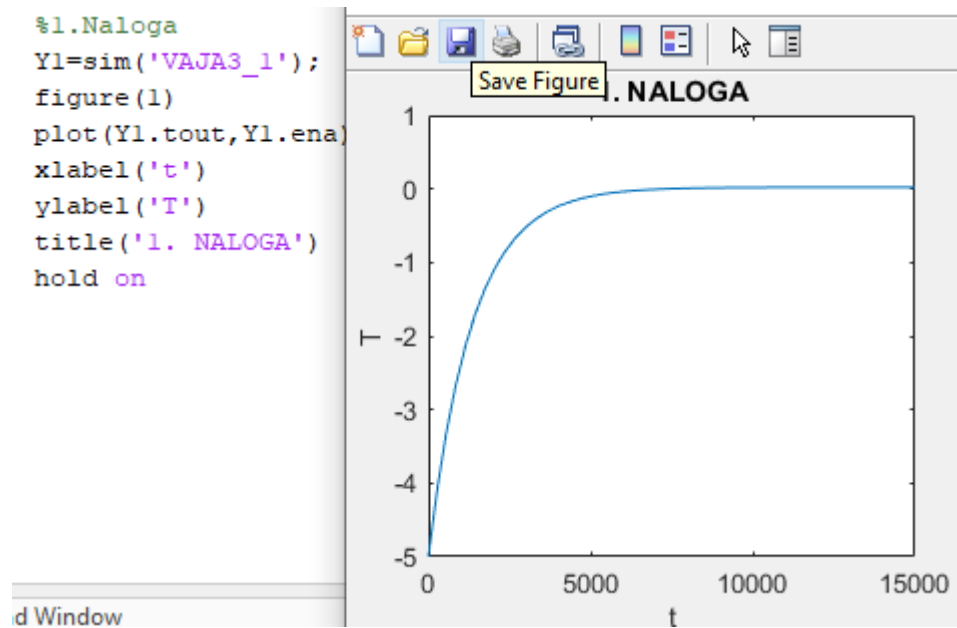 %1.Naloga
Y1=sim('VAJA3_1');
figure(1)
plot(Y1.tout,Y1.ena)
xlabel('t')
ylabel('T')
title('1. NALOGA')
hold on
Save Figure
1. NALOGA
1
0
-1
-2
-3
-4
-5
T
0 5000 10000 15000
t
d Window